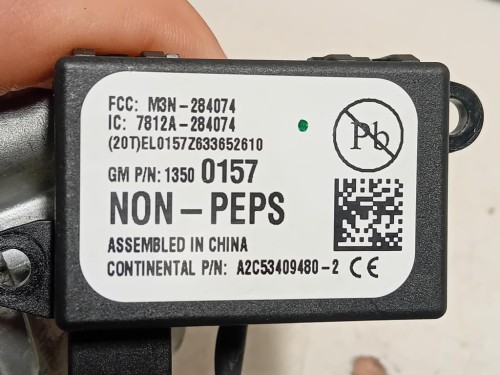 FCC: M3N-284074
IC: 7812A-284074
(20T)EL0157Z633652610
GM P/N: 1350 0157
NON-PEPS
ASSEMBLED IN CHINA
CONTINENTAL P/N: A2C53409480-2 CE
Pb